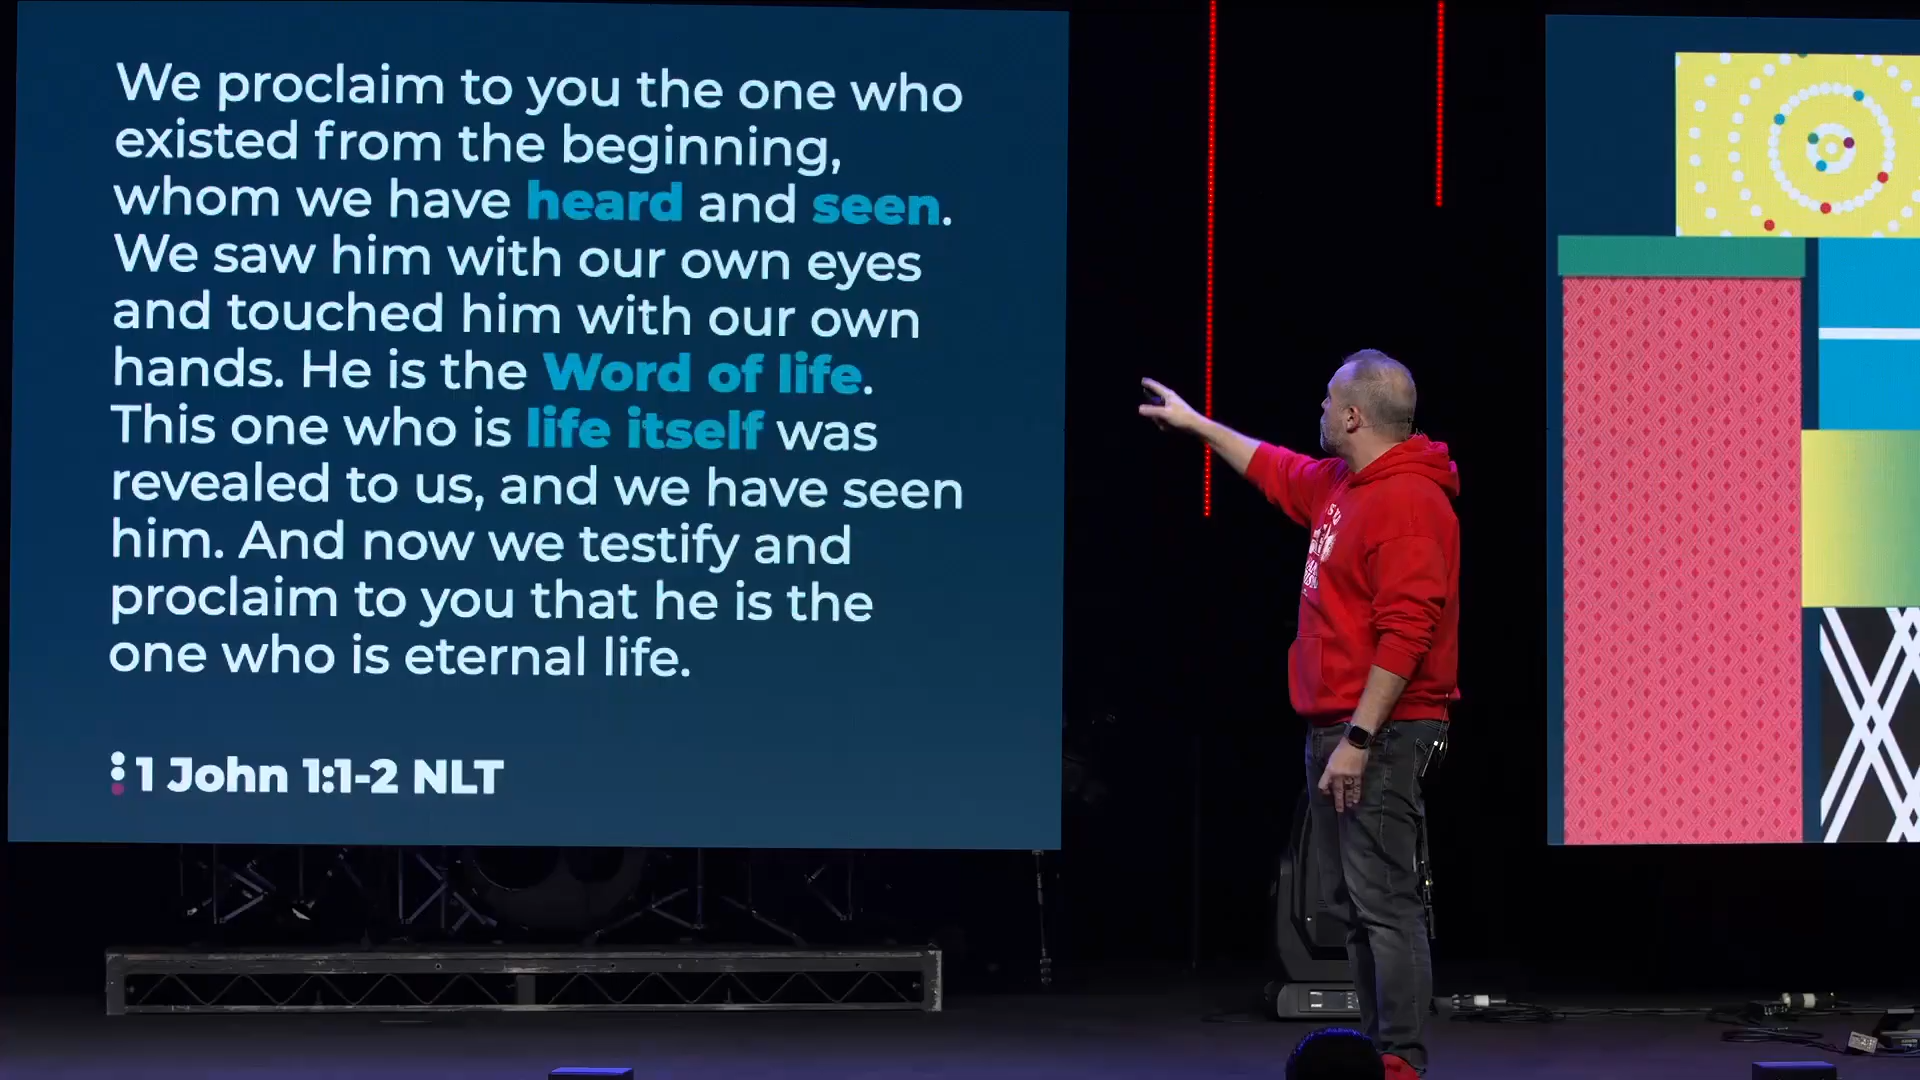 We proclaim to you the one who
existed from the beginning,
whom we have heard and seen.
We saw him with our own eyes
and touched him with our own
hands. He is the Word of life.
This one who is life itself was
revealed to us, and we have seen
him. And now we testify and
proclaim to you that he is the
one who is eternal life.
1 John 1:1-2 NLT